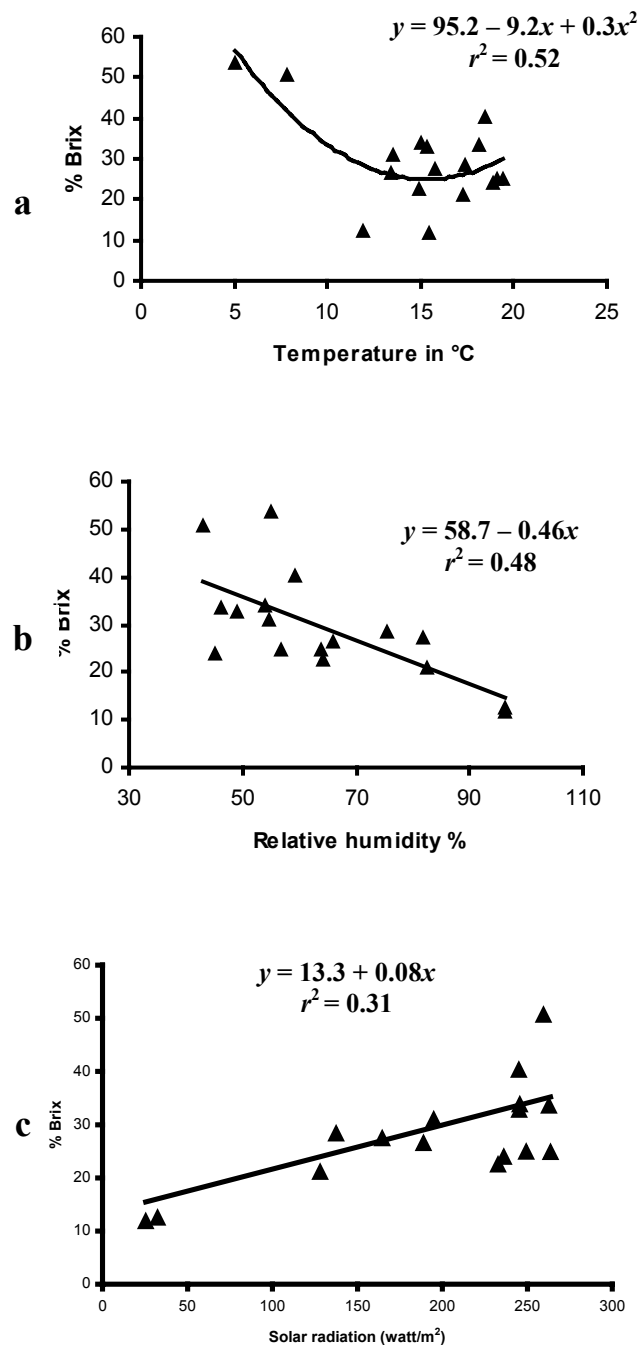 y = 95.2 – 9.2x + 0.3x²
r² = 0.52
60
50
40
30
20
10
0
% Brix
a
0 5 10 15 20 25
Temperature in °C
y = 58.7 – 0.46x
r² = 0.48
60
50
40
30
20
10
0
% Brix
b
30 50 70 90 110
Relative humidity %
y = 13.3 + 0.08x
r² = 0.31
60
50
40
30
20
10
0
% Brix
c
0 50 100 150 200 250 300
Solar radiation (watt/m²)